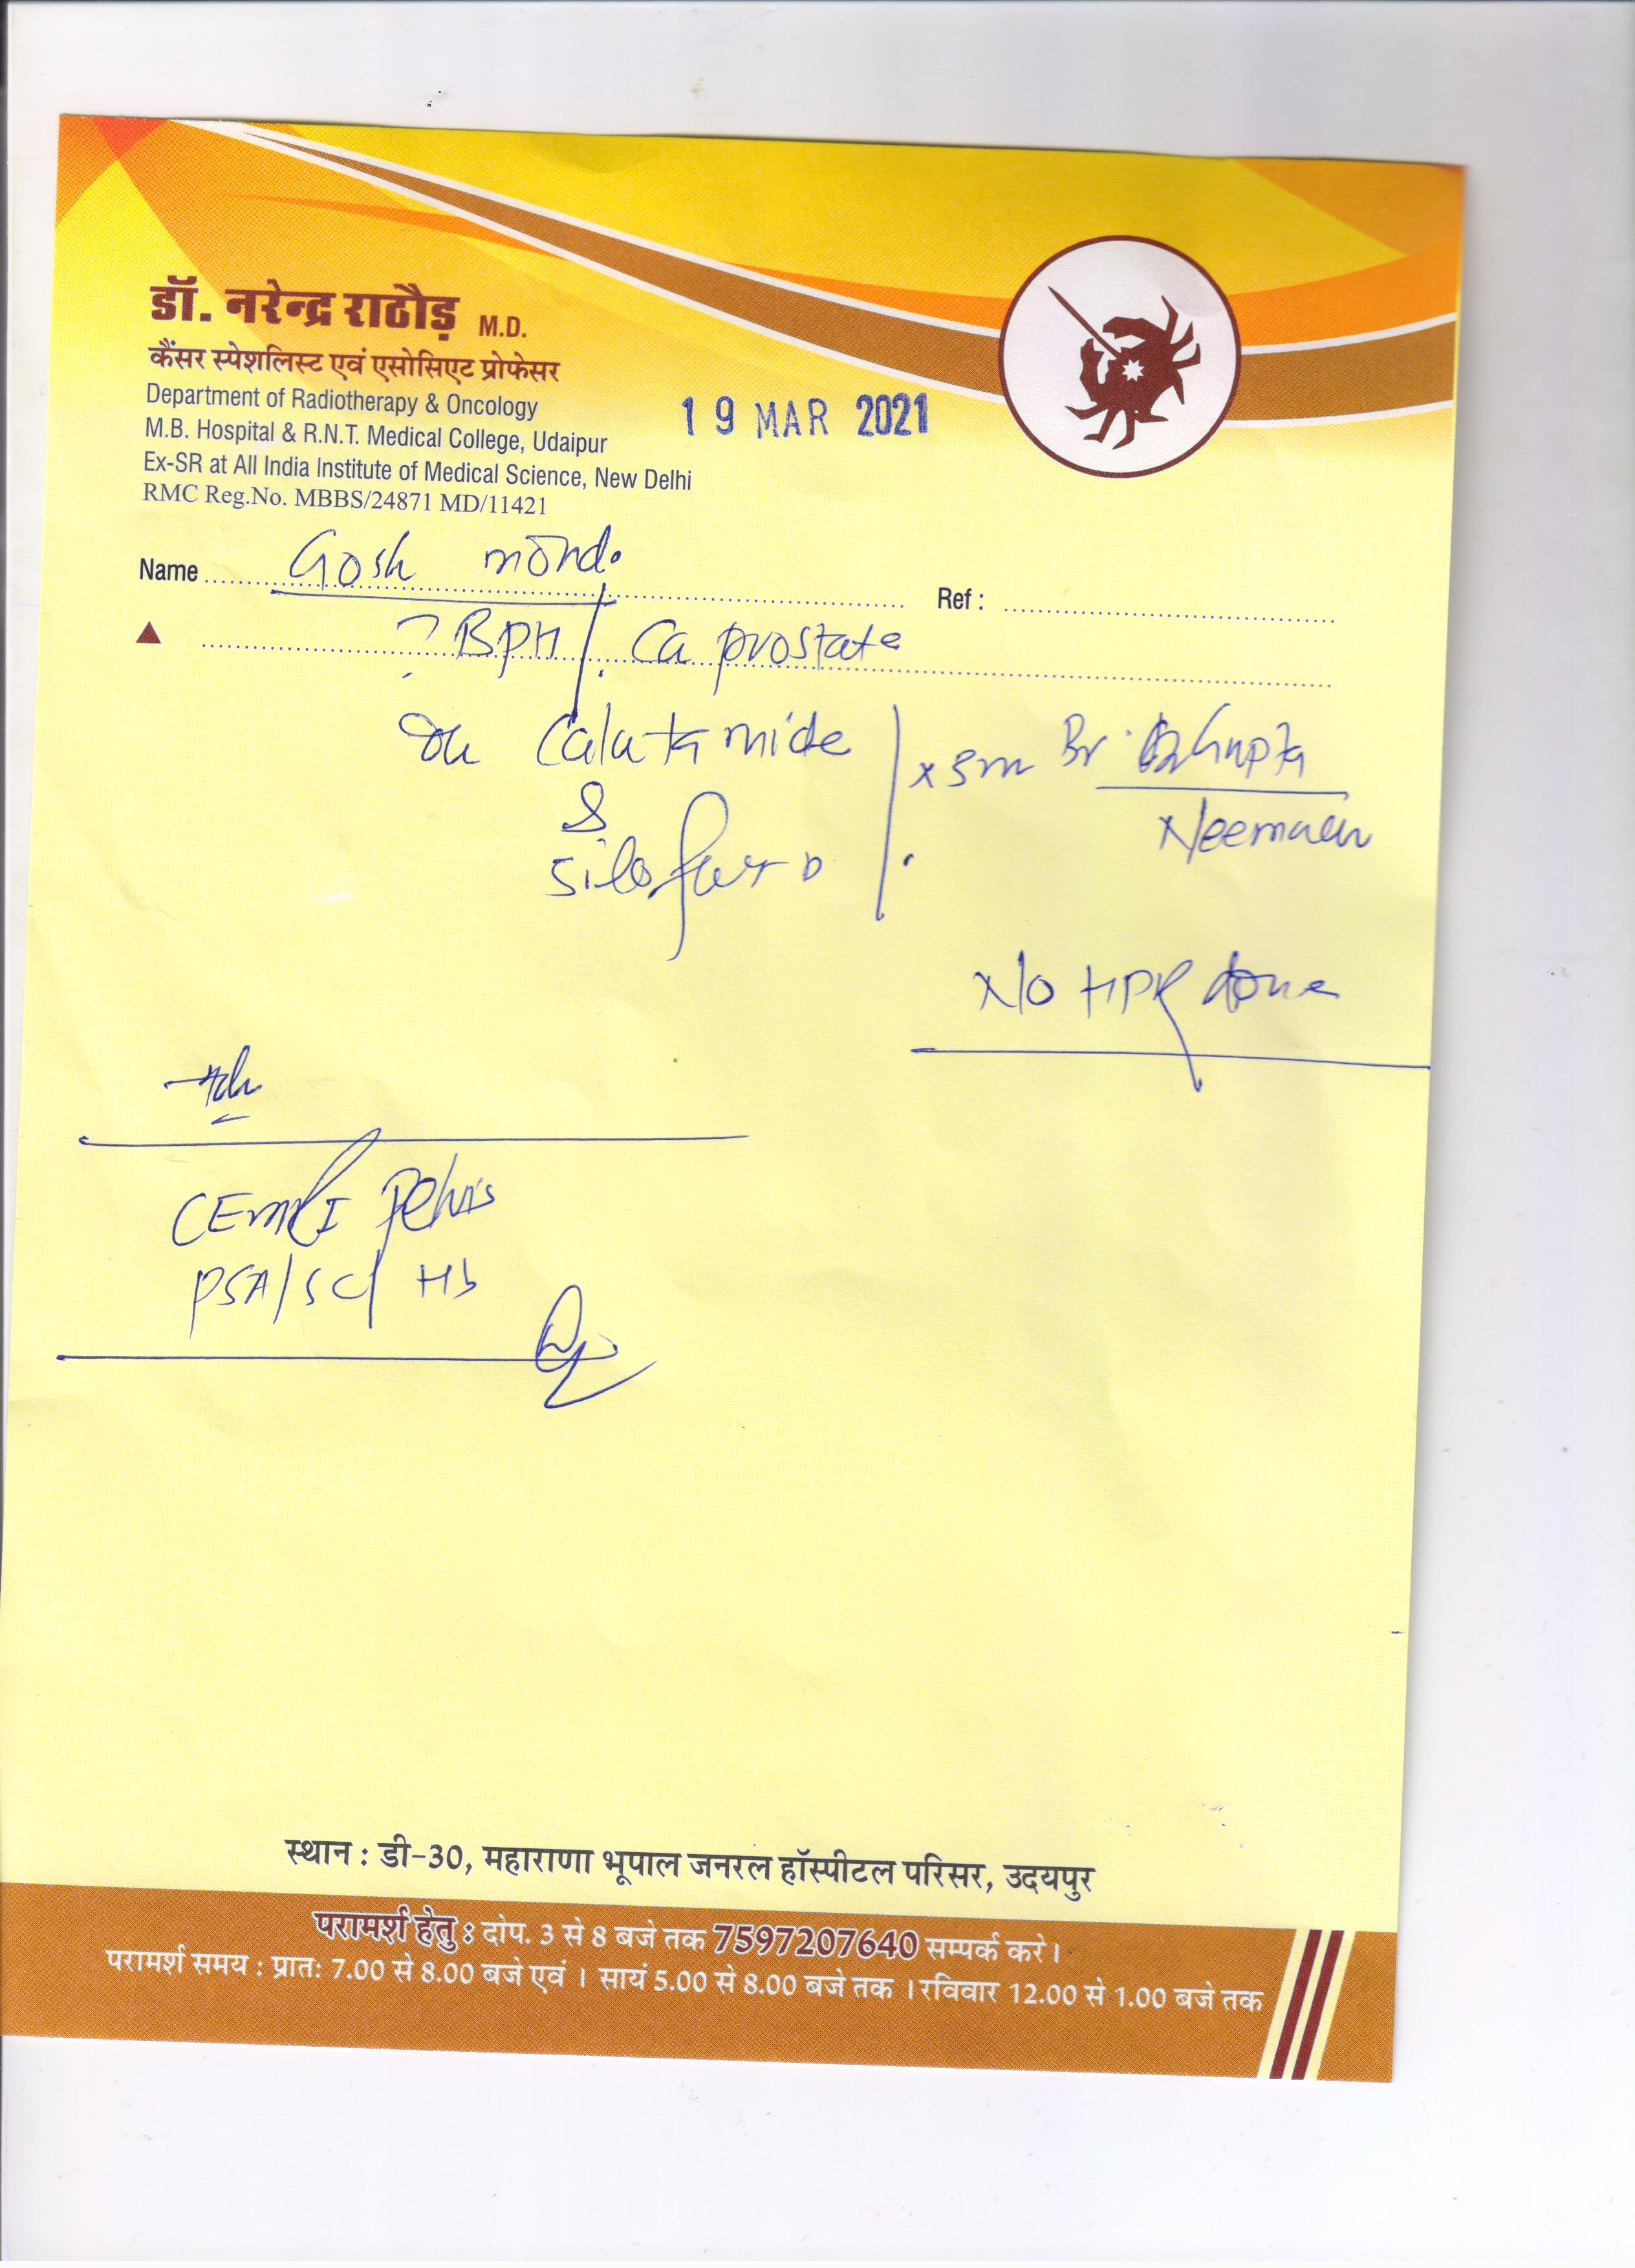 डॉ. नरेन्द्र राठौड़ M.D.
कैंसर स्पेशलिस्ट एवं एसोसिएट प्रोफेसर
Department of Radiotherapy & Oncology
M.B. Hospital & R.N.T. Medical College, Udaipur
Ex-SR at All India Institute of Medical Science, New Delhi
RMC Reg.No. MBBS/24871 MD/11421
19 MAR 2021
Name Gosh mohd.
Ref :
? BPH / Ca prostate
on Calutamide
&
Silofast D
x 3m Gupta
Neemuch
No HPR done
CEMRI Pelvis
PSA/SC/ Hb
स्थान : डी-30, महाराणा भूपाल जनरल हॉस्पीटल परिसर, उदयपुर
परामर्श हेतु : दोप. 3 से 8 बजे तक 7597207640 सम्पर्क करे।
परामर्श समय : प्रातः 7.00 से 8.00 बजे एवं । सायं 5.00 से 8.00 बजे तक । रविवार 12.00 से 1.00 बजे तक